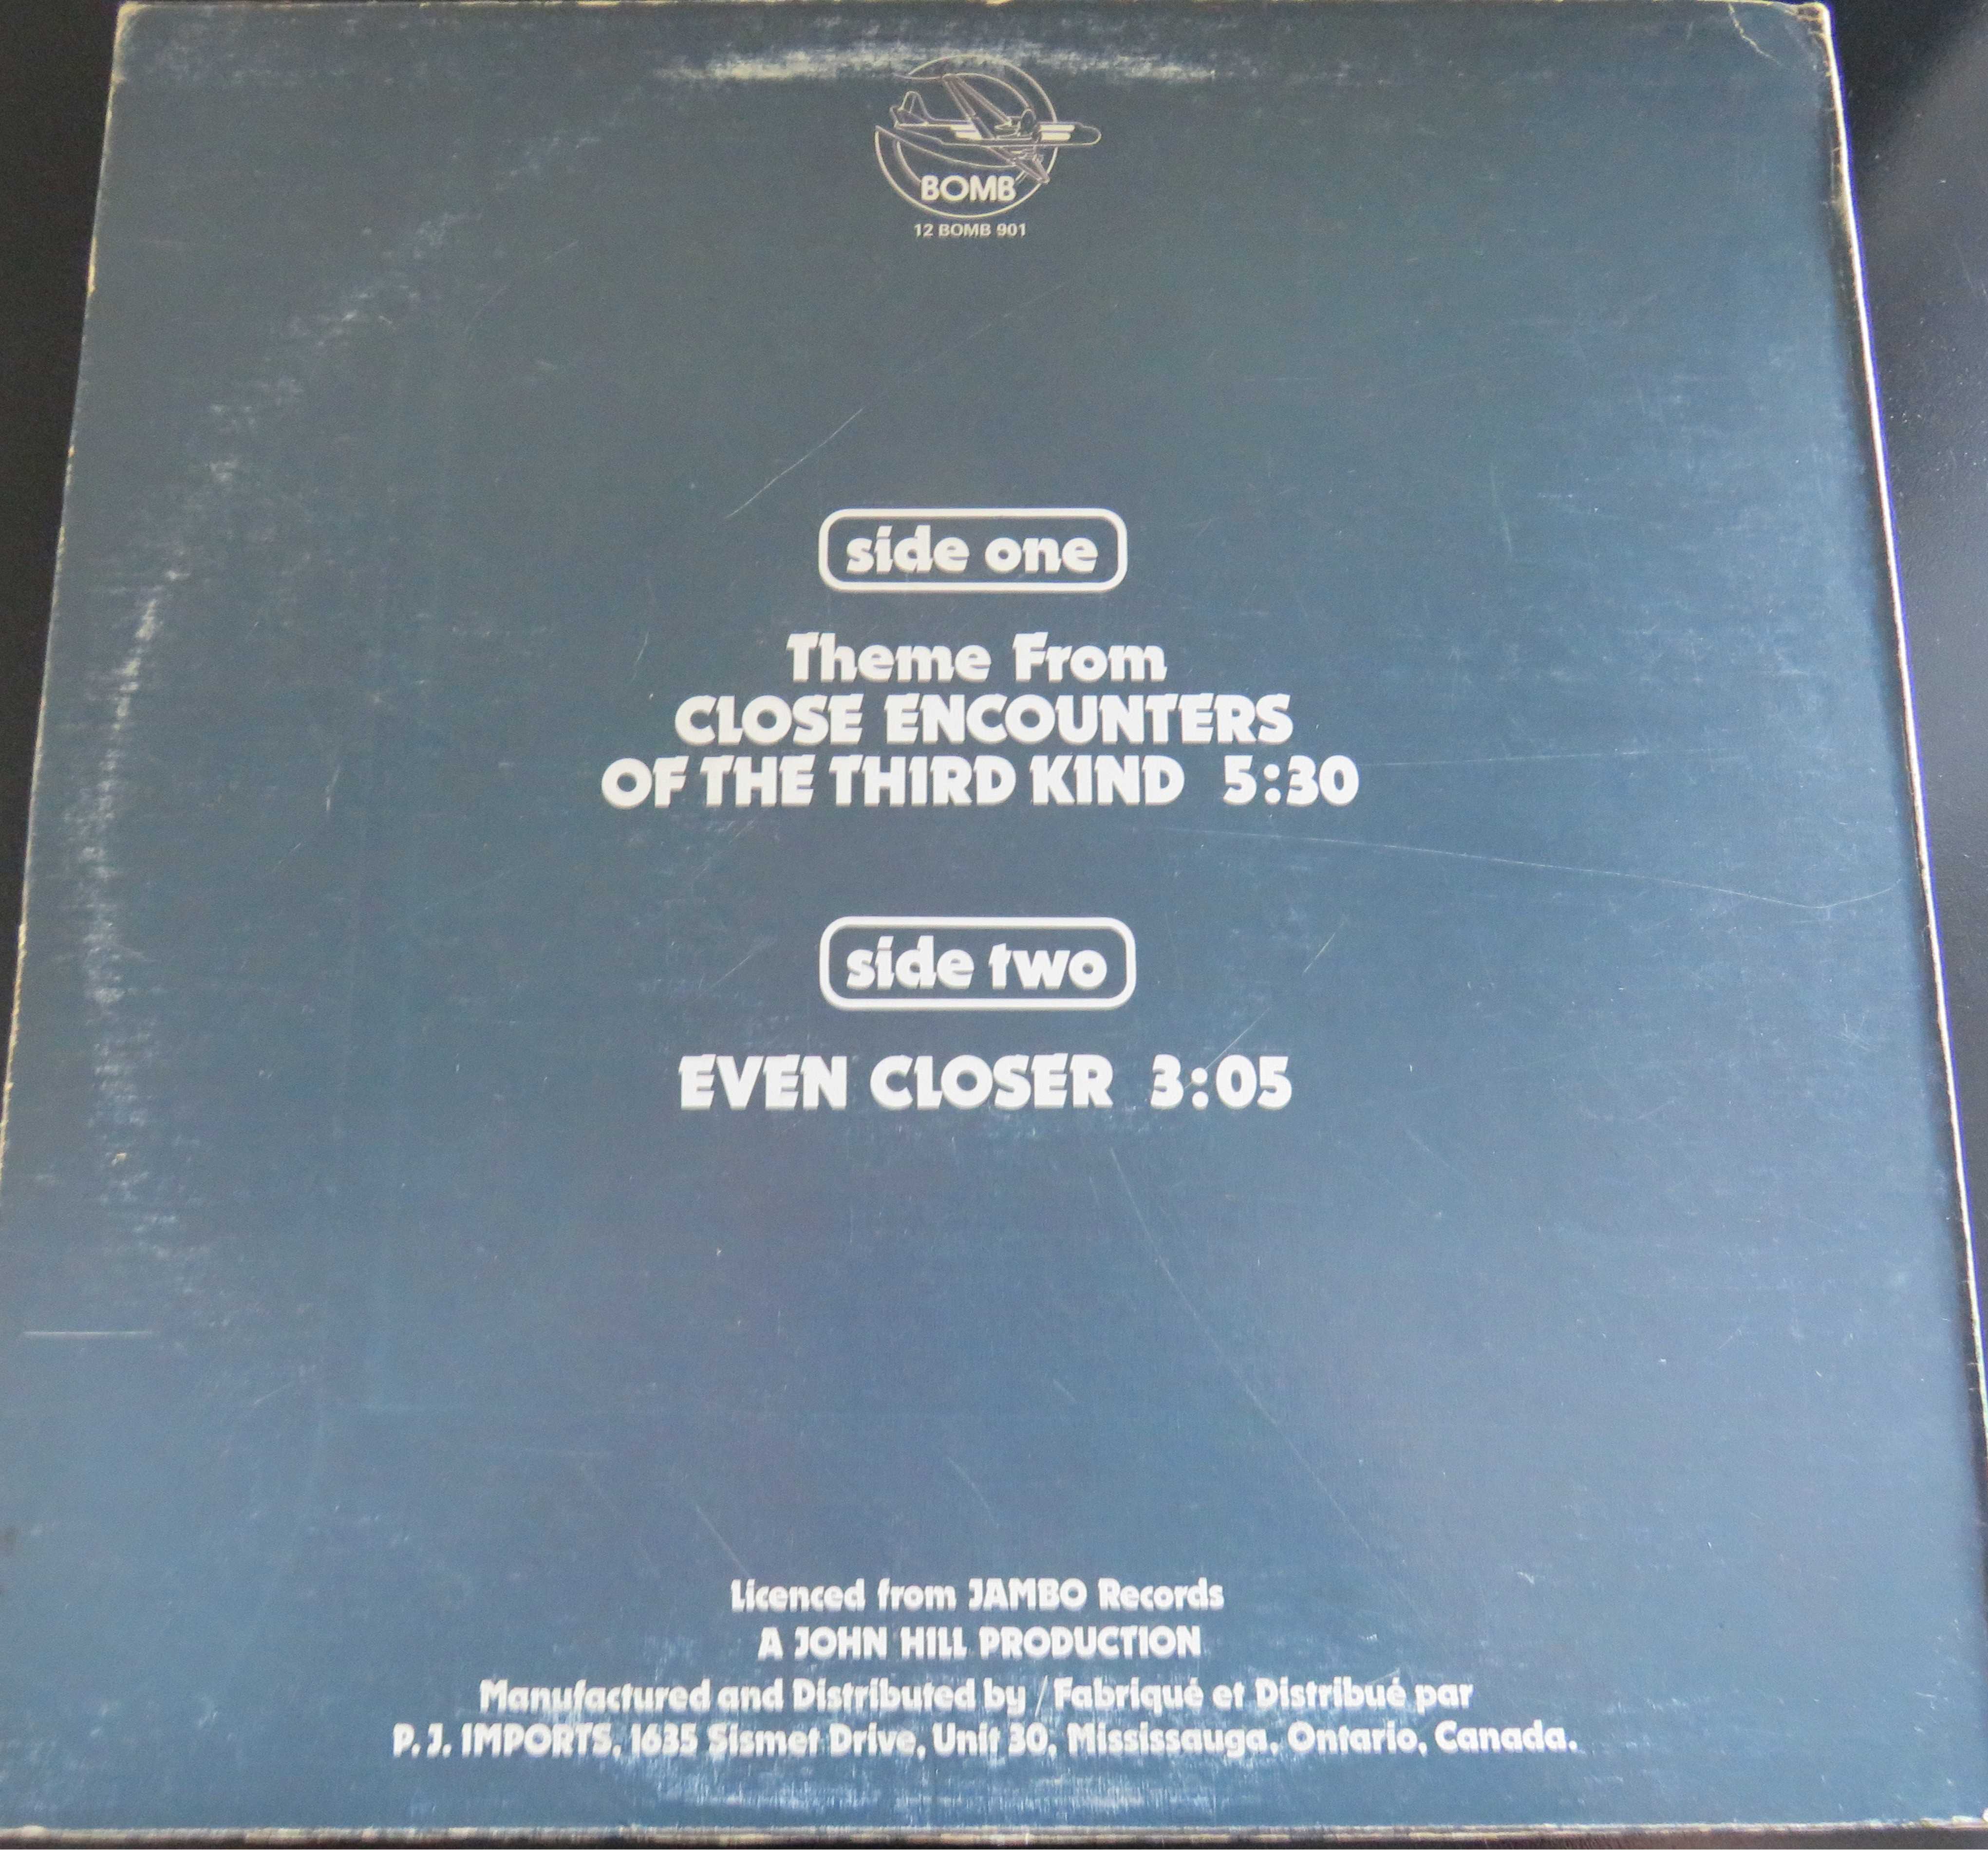 BOMB
12 BOMB 901
side one
Theme From
CLOSE ENCOUNTERS
OF THE THIRD KIND 5:30
side two
EVEN CLOSER 3:05
Licenced from JAMBO Records
A JOHN HILL PRODUCTION
Manufactured and Distributed by / Fabriqué et Distribué par
P. J. IMPORTS, 1635 Sismet Drive, Unit 30, Mississauga, Ontario, Canada.